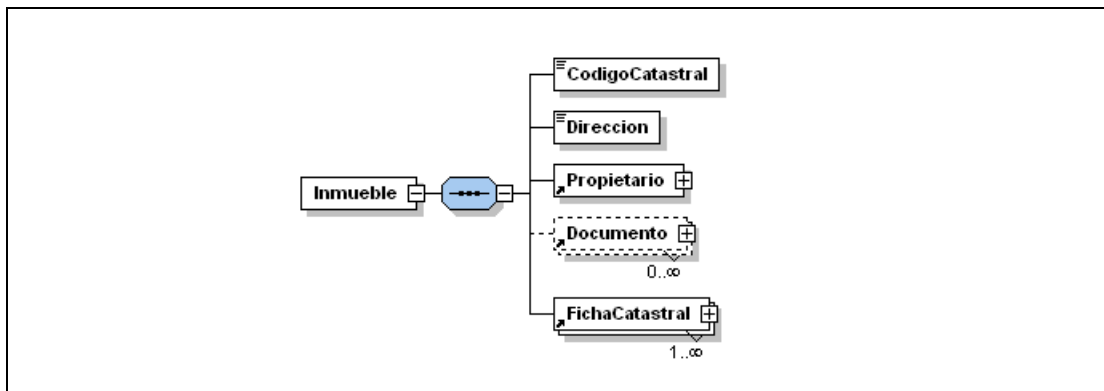 CodigoCatastral
Direccion
Inmueble
Propietario
Documento
0..∞
FichaCatastral
1..∞